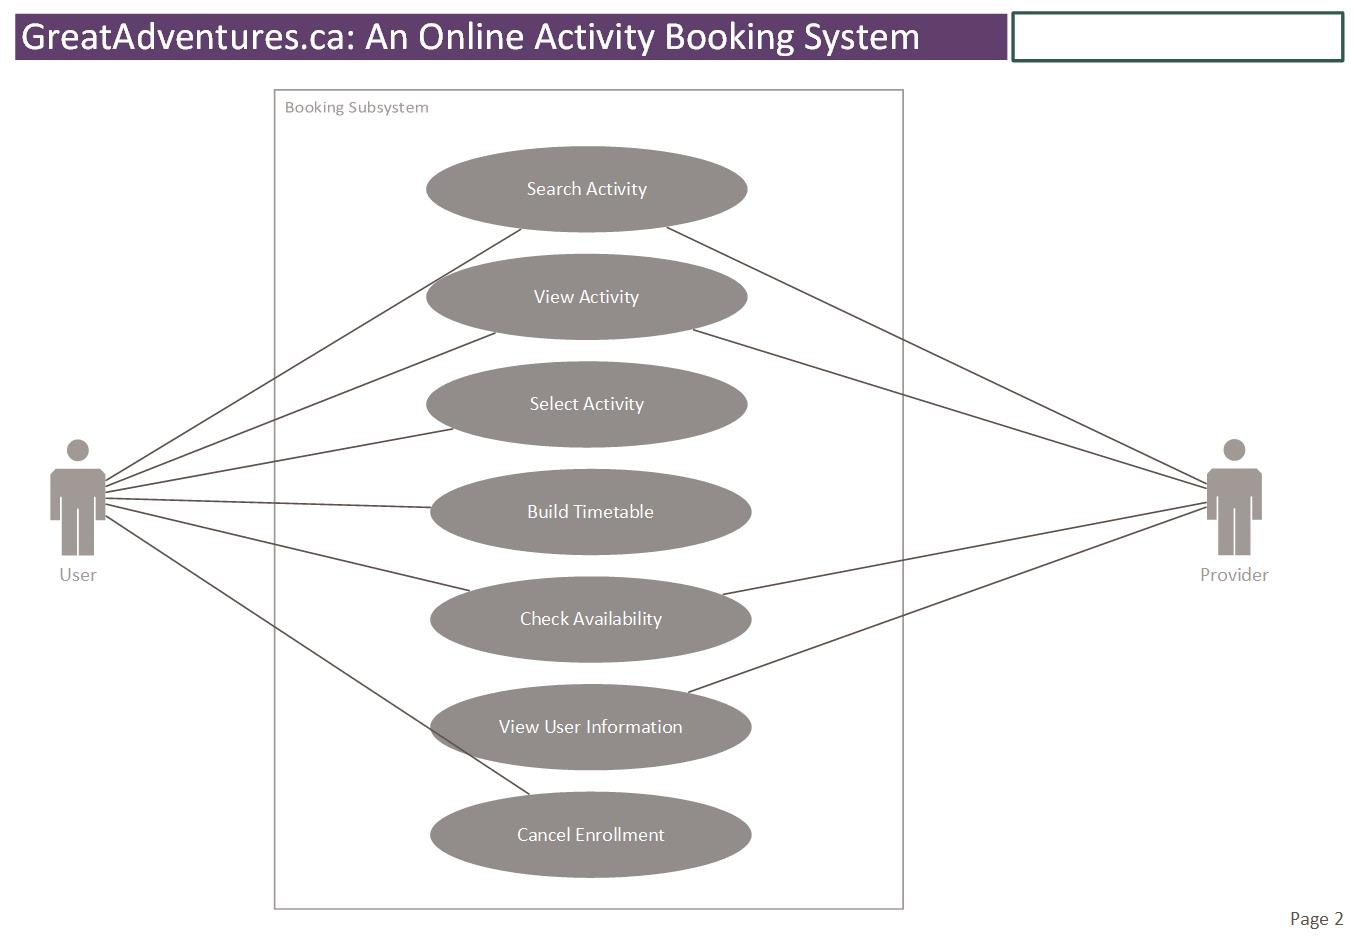 GreatAdventures.ca: An Online Activity Booking System
Booking Subsystem
Search Activity
View Activity
Select Activity
Build Timetable
Check Availability
View User Information
Cancel Enrollment
User
Provider
Page 2